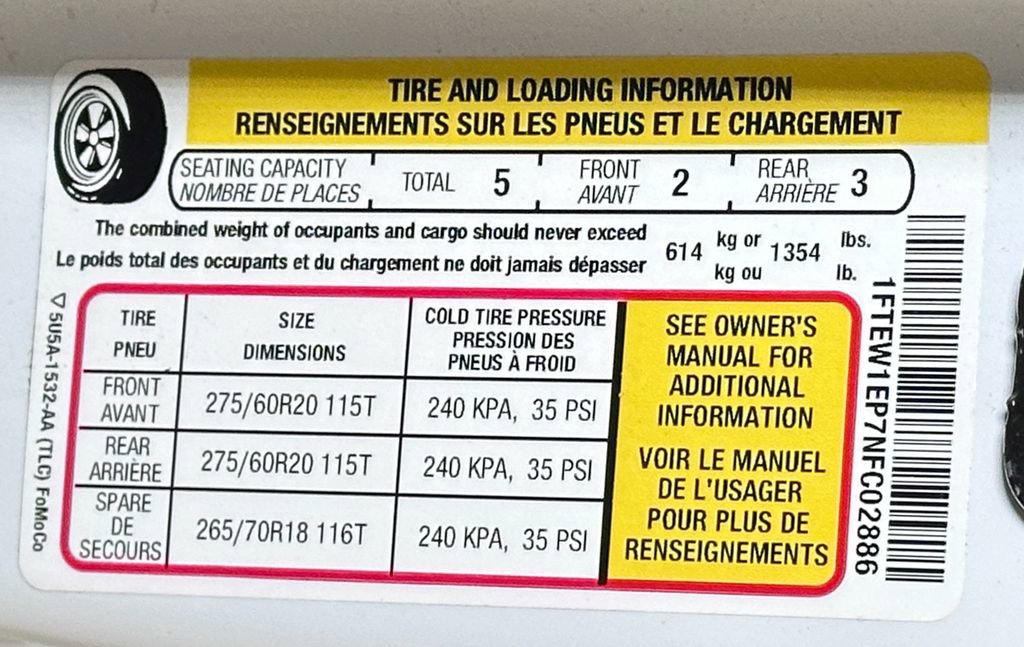 TIRE AND LOADING INFORMATION
RENSEIGNEMENTS SUR LES PNEUS ET LE CHARGEMENT
SEATING CAPACITY
NOMBRE DE PLACES
TOTAL 5
FRONT
AVANT 2
REAR
ARRIÈRE 3
The combined weight of occupants and cargo should never exceed 614 kg or 1354 lbs.
Le poids total des occupants et du chargement ne doit jamais dépasser kg ou lb.
TIRE
PNEU
SIZE
DIMENSIONS
COLD TIRE PRESSURE
PRESSION DES
PNEUS À FROID
FRONT
AVANT
275/60R20 115T
240 KPA, 35 PSI
REAR
ARRIÈRE
275/60R20 115T
240 KPA, 35 PSI
SPARE
DE
SECOURS
265/70R18 116T
240 KPA, 35 PSI
SEE OWNER'S
MANUAL FOR
ADDITIONAL
INFORMATION
VOIR LE MANUEL
DE L'USAGER
POUR PLUS DE
RENSEIGNEMENTS
5U5A-1532-AA (TLC) FoMoCo
1FTEW1EP7NFC02886